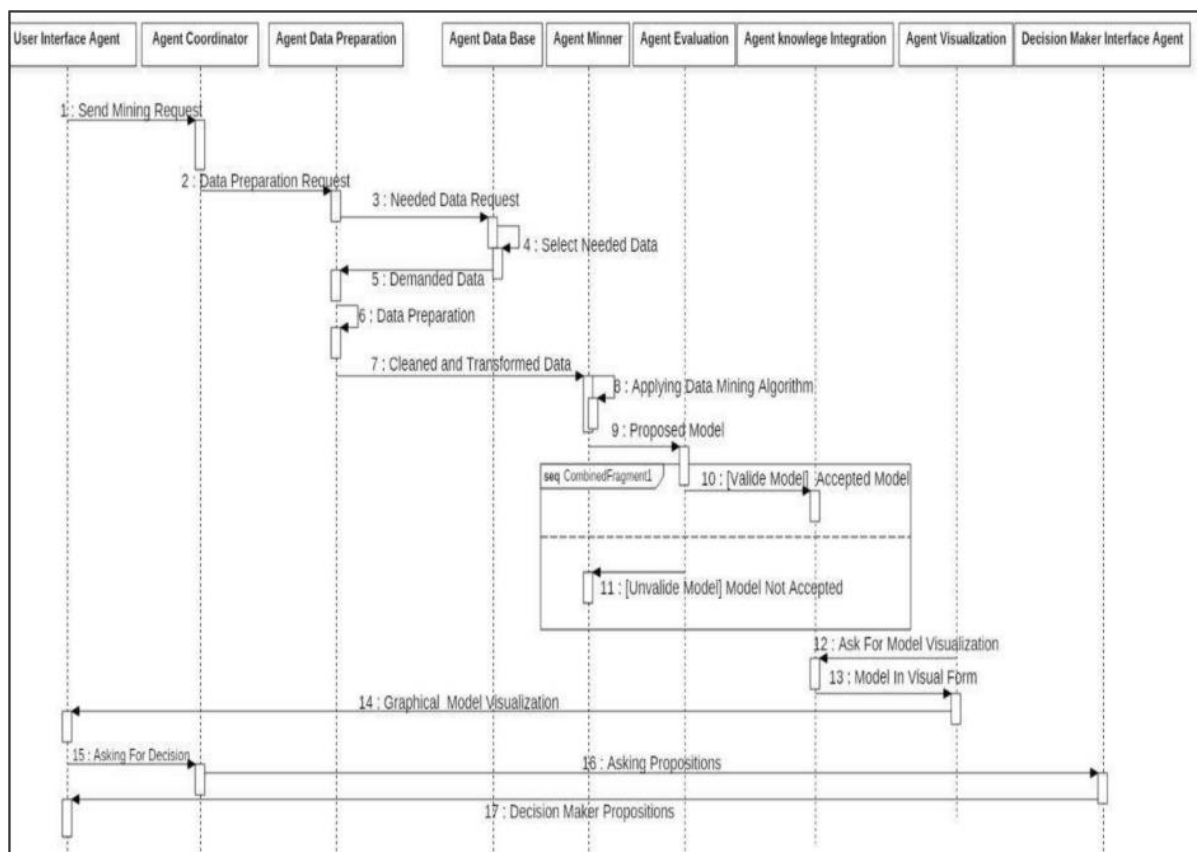 User Interface Agent
Agent Coordinator
Agent Data Preparation
Agent Data Base
Agent Minner
Agent Evaluation
Agent knowlege Integration
Agent Visualization
Decision Maker Interface Agent
1 : Send Mining Request
2 : Data Preparation Request
3 : Needed Data Request
4 : Select Needed Data
5 : Demanded Data
6 : Data Preparation
7 : Cleaned and Transformed Data
8 : Applying Data Mining Algorithm
9 : Proposed Model
seq CombinedFragment1
10 : [Valide Model] Accepted Model
11 : [Unvalide Model] Model Not Accepted
12 : Ask For Model Visualization
13 : Model In Visual Form
14 : Graphical Model Visualization
15 : Asking For Decision
16 : Asking Propositions
17 : Decision Maker Propositions